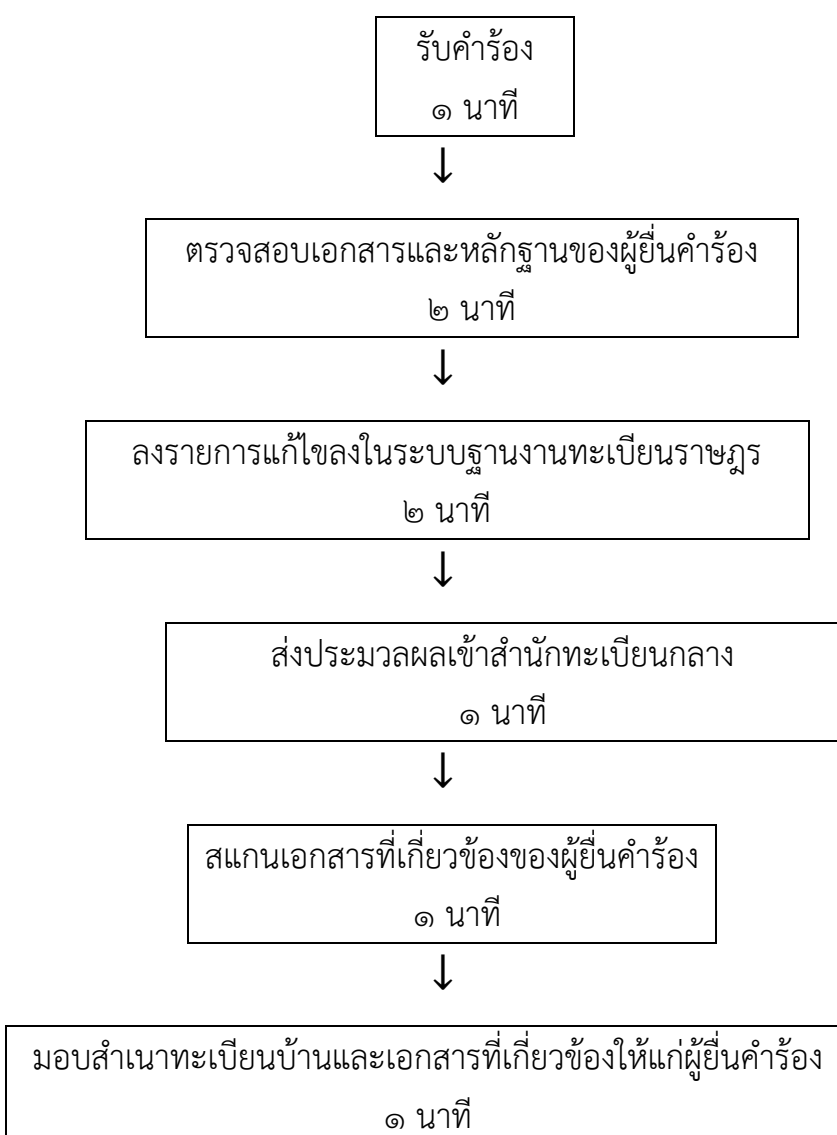 รับคำร้อง
๑ นาที
↓
ตรวจสอบเอกสารและหลักฐานของผู้ยื่นคำร้อง
๒ นาที
↓
ลงรายการแก้ไขลงในระบบฐานงานทะเบียนราษฎร
๒ นาที
↓
ส่งประมวลผลเข้าสำนักทะเบียนกลาง
๑ นาที
↓
สแกนเอกสารที่เกี่ยวข้องของผู้ยื่นคำร้อง
๑ นาที
↓
มอบสำเนาทะเบียนบ้านและเอกสารที่เกี่ยวข้องให้แก่ผู้ยื่นคำร้อง
๑ นาที